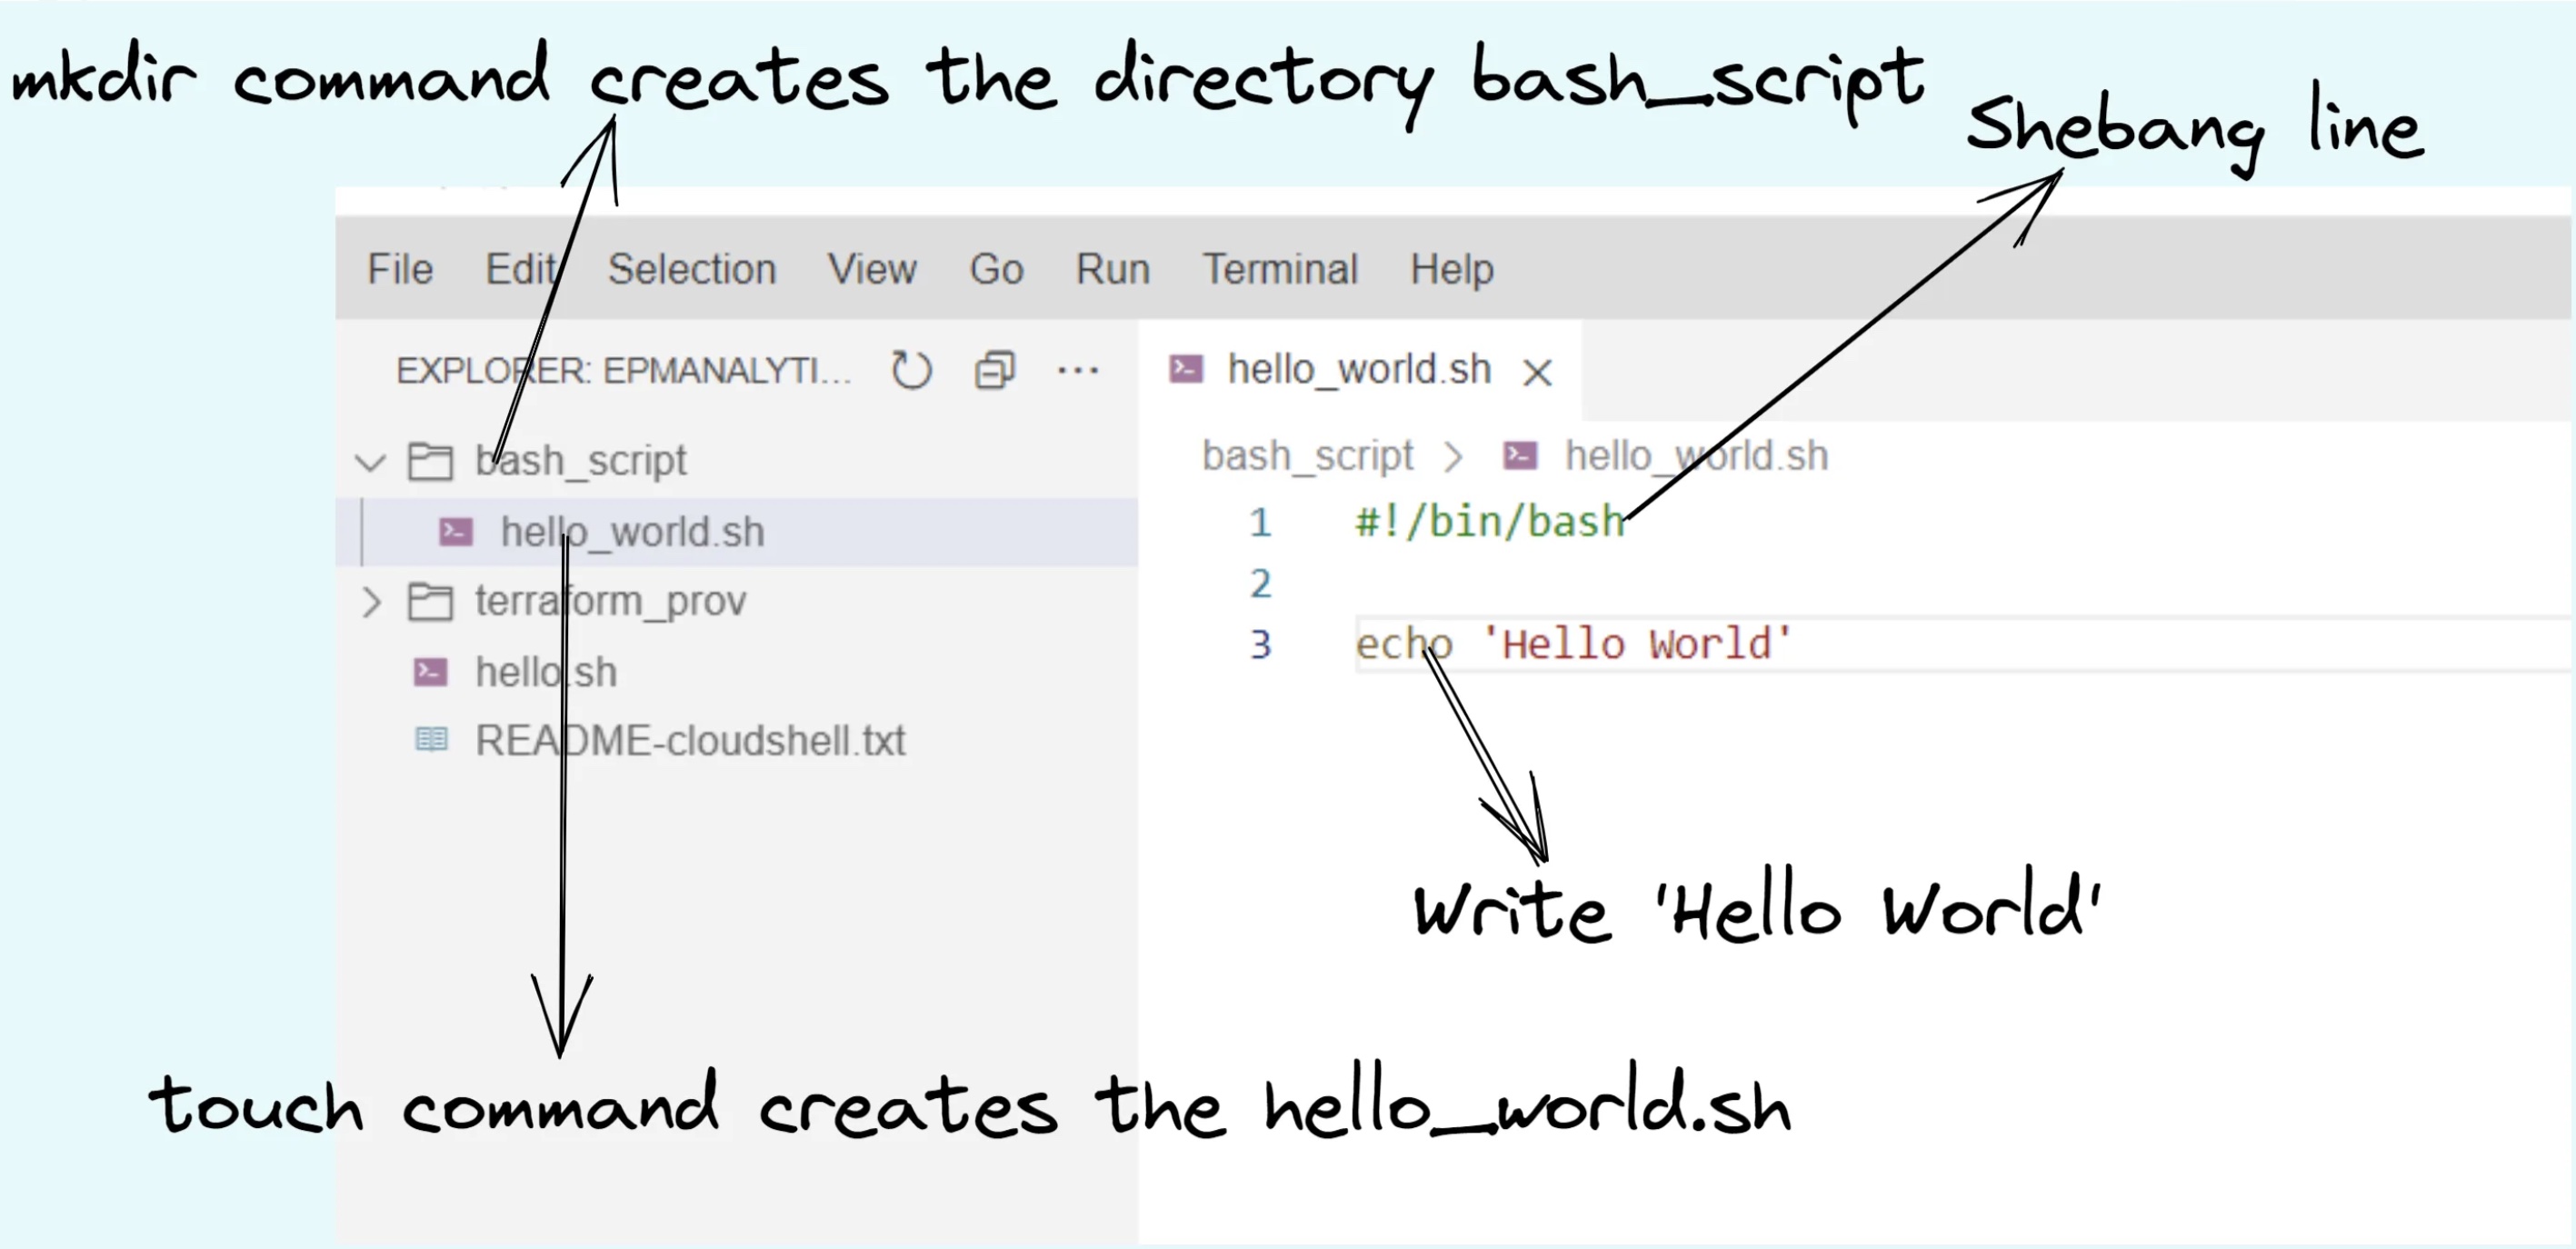 mkdir command creates the directory bash_script
Shebang line
File Edit Selection View Go Run Terminal Help
EXPLORER: EPMANALYTI...
hello_world.sh
bash_script
hello_world.sh
terraform_prov
hello.sh
README-cloudshell.txt
bash_script > hello_world.sh
1 #!/bin/bash
2
3 echo 'Hello World'
Write 'Hello World'
touch command creates the hello_world.sh